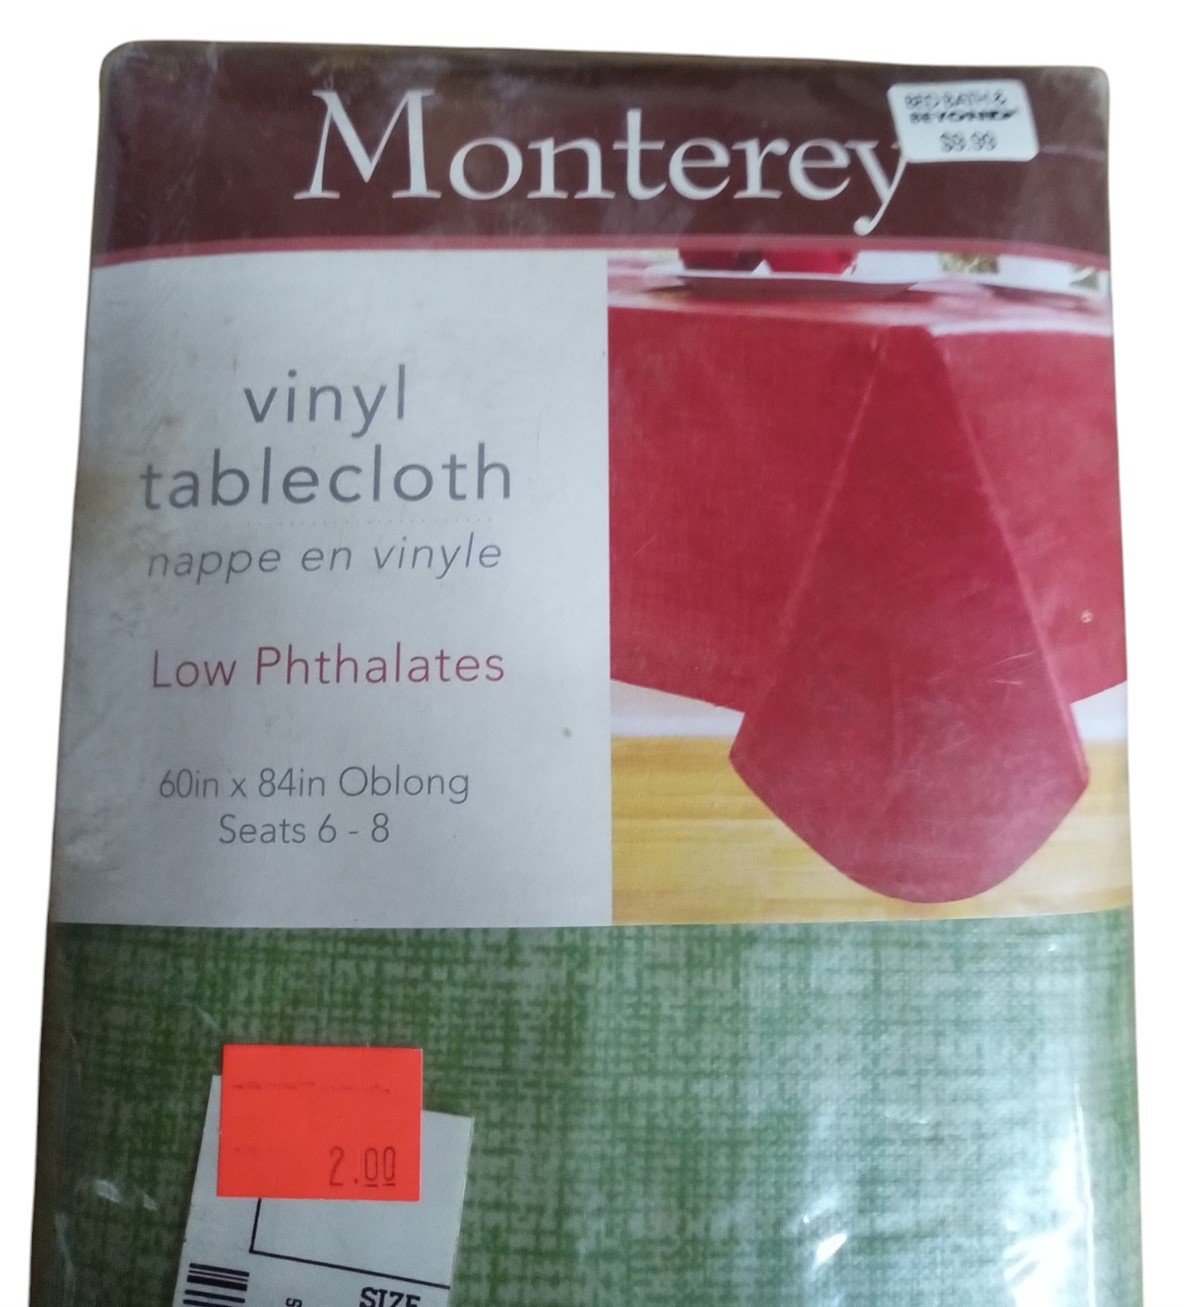 Monterey
BED BATH &
BEYOND
$9.99
vinyl
tablecloth
nappe en vinyle
Low Phthalates
60in x 84in Oblong
Seats 6 - 8
2.00
SIZE